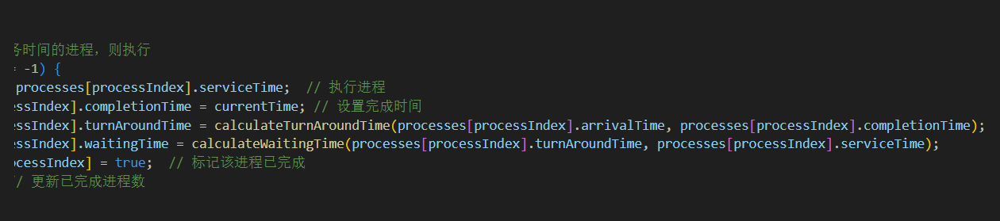 务时间的进程，则执行
= -1) {
processes[processIndex].serviceTime;  // 执行进程
essIndex].completionTime = currentTime; // 设置完成时间
essIndex].turnAroundTime = calculateTurnAroundTime(processes[processIndex].arrivalTime, processes[processIndex].completionTime);
essIndex].waitingTime = calculateWaitingTime(processes[processIndex].turnAroundTime, processes[processIndex].serviceTime);
ocessIndex] = true;  // 标记该进程已完成
// 更新已完成进程数